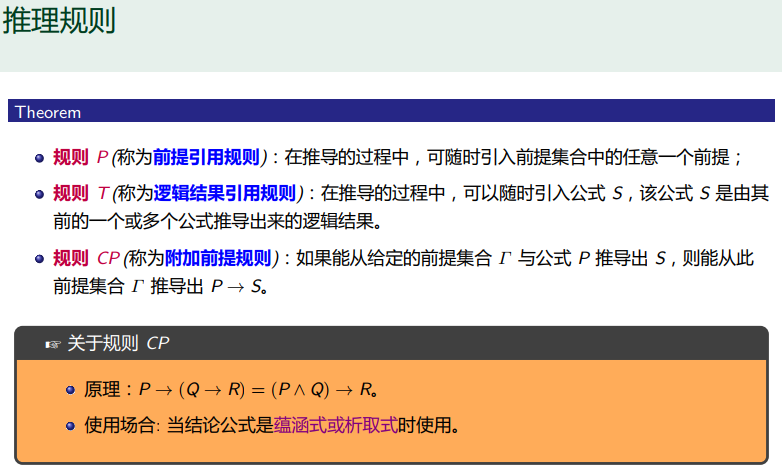 推理规则
Theorem
规则 P (称为前提引用规则)：在推导的过程中，可随时引入前提集合中的任意一个前提；
规则 T (称为逻辑结果引用规则)：在推导的过程中，可以随时引入公式 S，该公式 S 是由其
前的一个或多个公式推导出来的逻辑结果。
规则 CP (称为附加前提规则)：如果能从给定的前提集合 Γ 与公式 P 推导出 S，则能从此
前提集合 Γ 推导出 P → S。
☞ 关于规则 CP
原理：P → (Q → R) = (P ∧ Q) → R。
使用场合: 当结论公式是蕴涵式或析取式时使用。